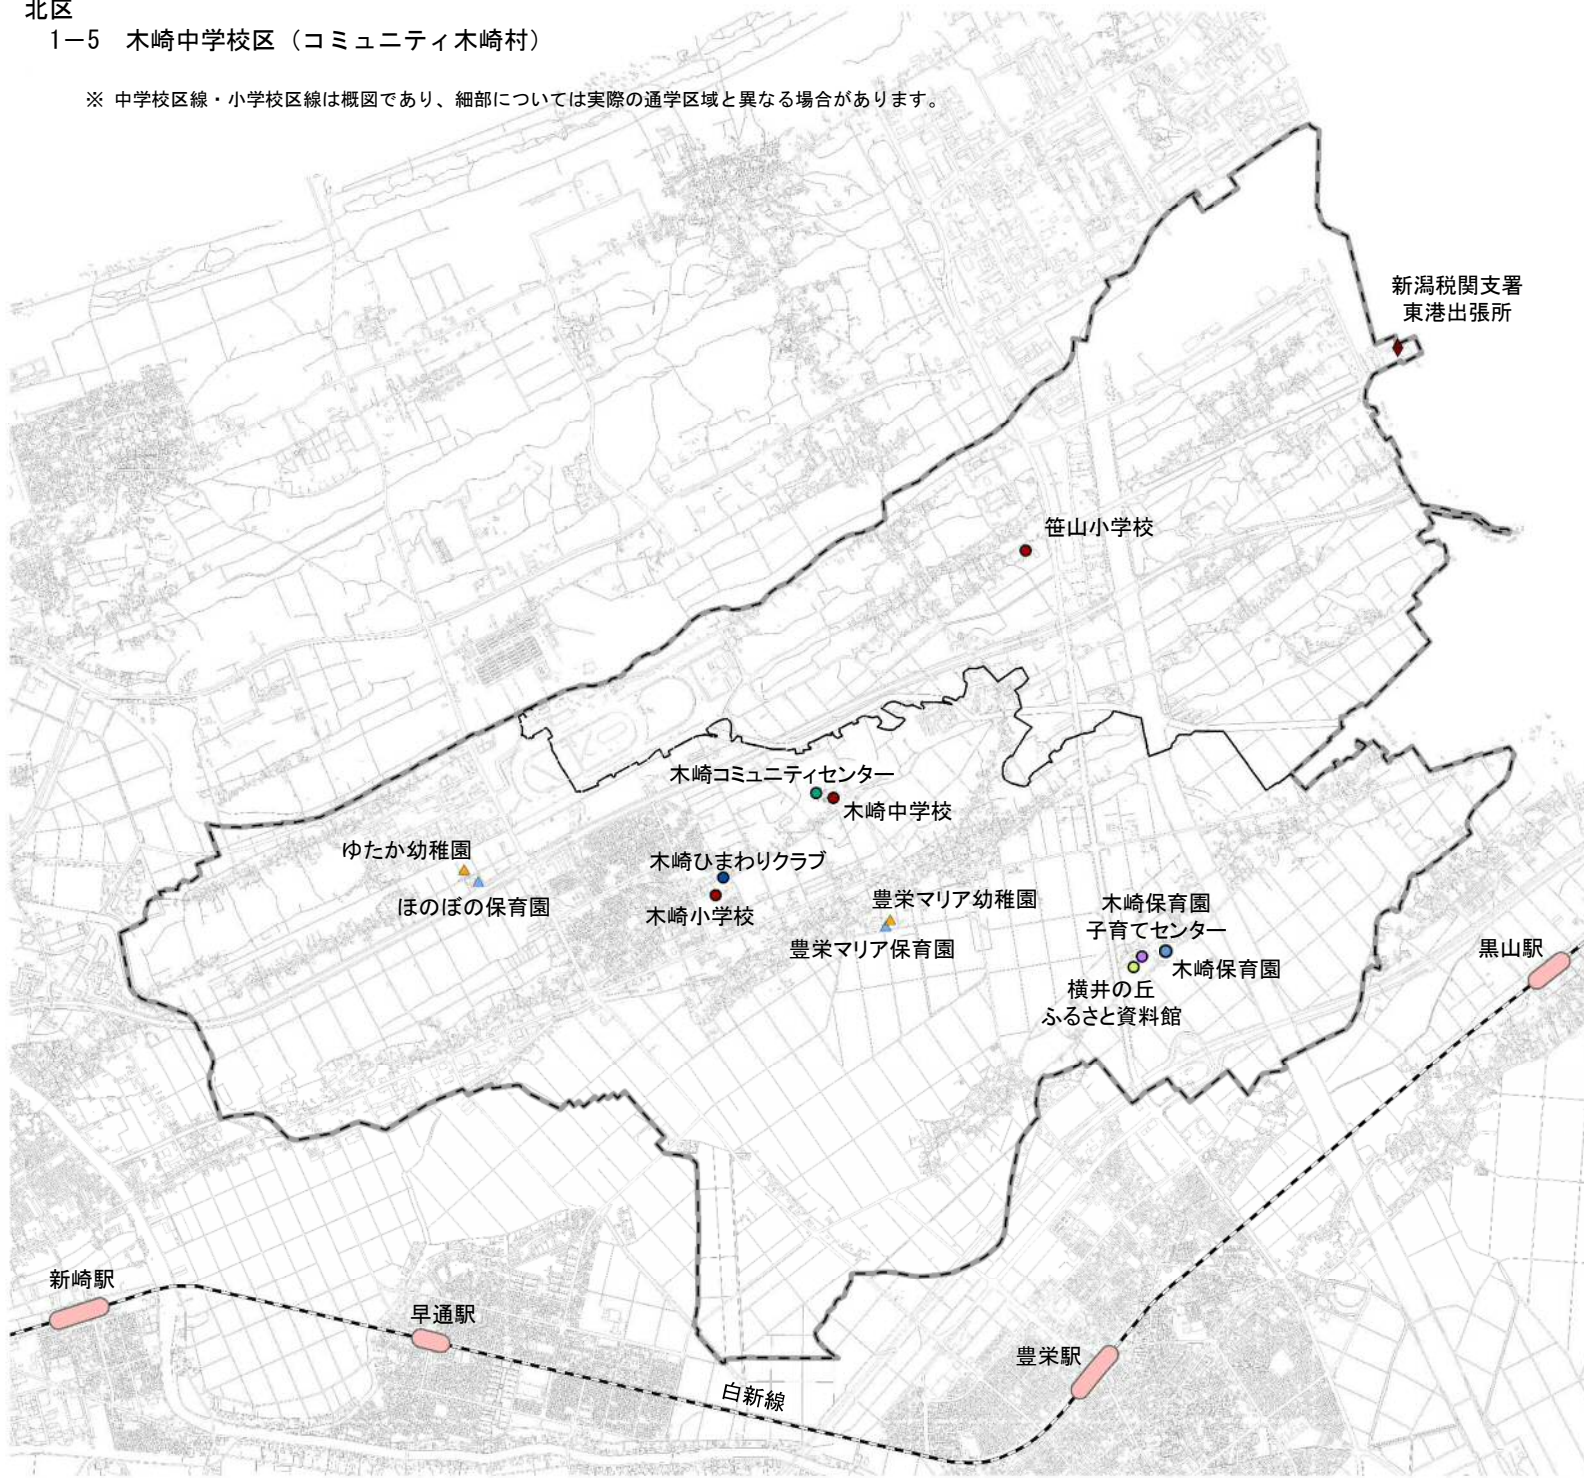 北区
1－5　木崎中学校区（コミュニティ木崎村）
※ 中学校区線・小学校区線は概図であり、細部については実際の通学区域と異なる場合があります。
新潟税関支署
東港出張所
笹山小学校
木崎コミュニティセンター
木崎中学校
ゆたか幼稚園
ほのぼの保育園
木崎ひまわりクラブ
木崎小学校
豊栄マリア幼稚園
豊栄マリア保育園
木崎保育園
子育てセンター
木崎保育園
横井の丘
ふるさと資料館
黒山駅
新崎駅
早通駅
豊栄駅
白新線